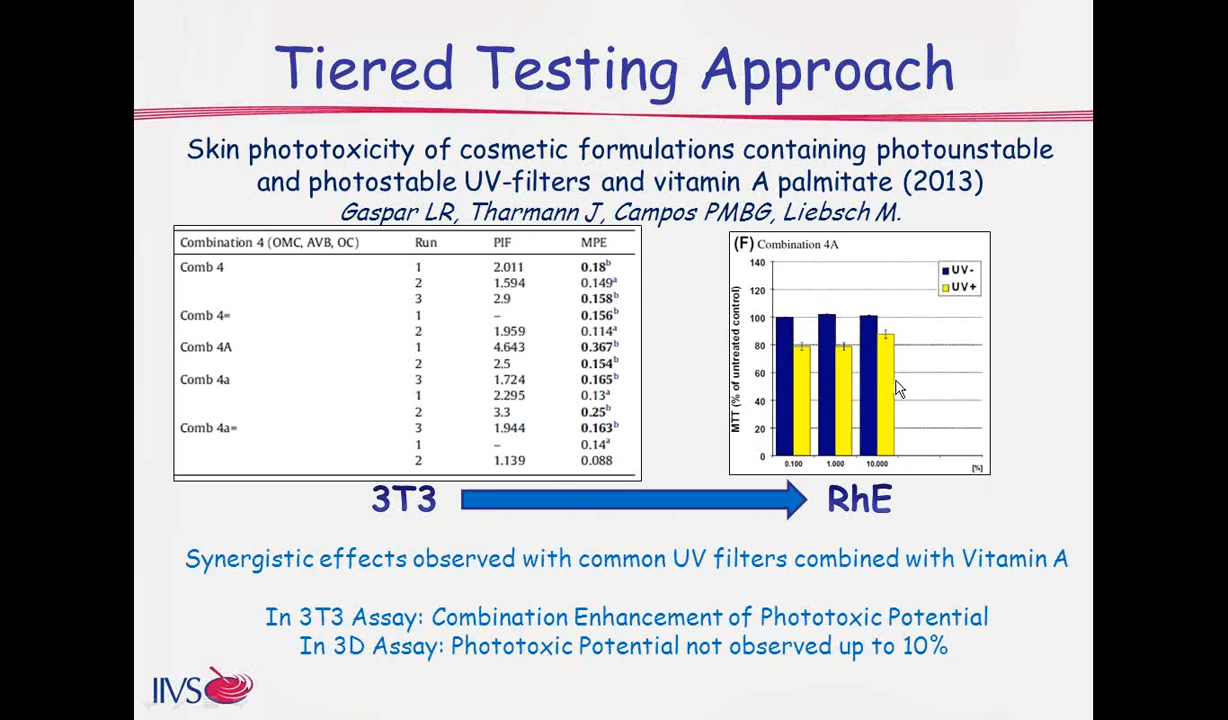 Tiered Testing Approach
Skin phototoxicity of cosmetic formulations containing photounstable
and photostable UV-filters and vitamin A palmitate (2013)
Gaspar LR, Tharmann J, Campos PMBG, Liebsch M.
Combination 4 (OMC, AVB, OC) Run PIF MPE
Comb 4 1 2.011 0.18b
2 1.594 0.149a
3 2.9 0.158b
Comb 4= 1 – 0.156b
2 1.959 0.114a
Comb 4A 1 4.643 0.367b
2 2.5 0.154b
Comb 4a 3 1.724 0.165b
1 2.295 0.13a
2 3.3 0.25b
Comb 4a= 3 1.944 0.163b
1 – 0.14a
2 1.139 0.088
(F) Combination 4A
MTT (% of untreated control)
140
120
100
80
60
40
20
0
UV-
UV+
0.100 1.000 10.000 [%]
3T3 RhE
Synergistic effects observed with common UV filters combined with Vitamin A
In 3T3 Assay: Combination Enhancement of Phototoxic Potential
In 3D Assay: Phototoxic Potential not observed up to 10%
IIVS